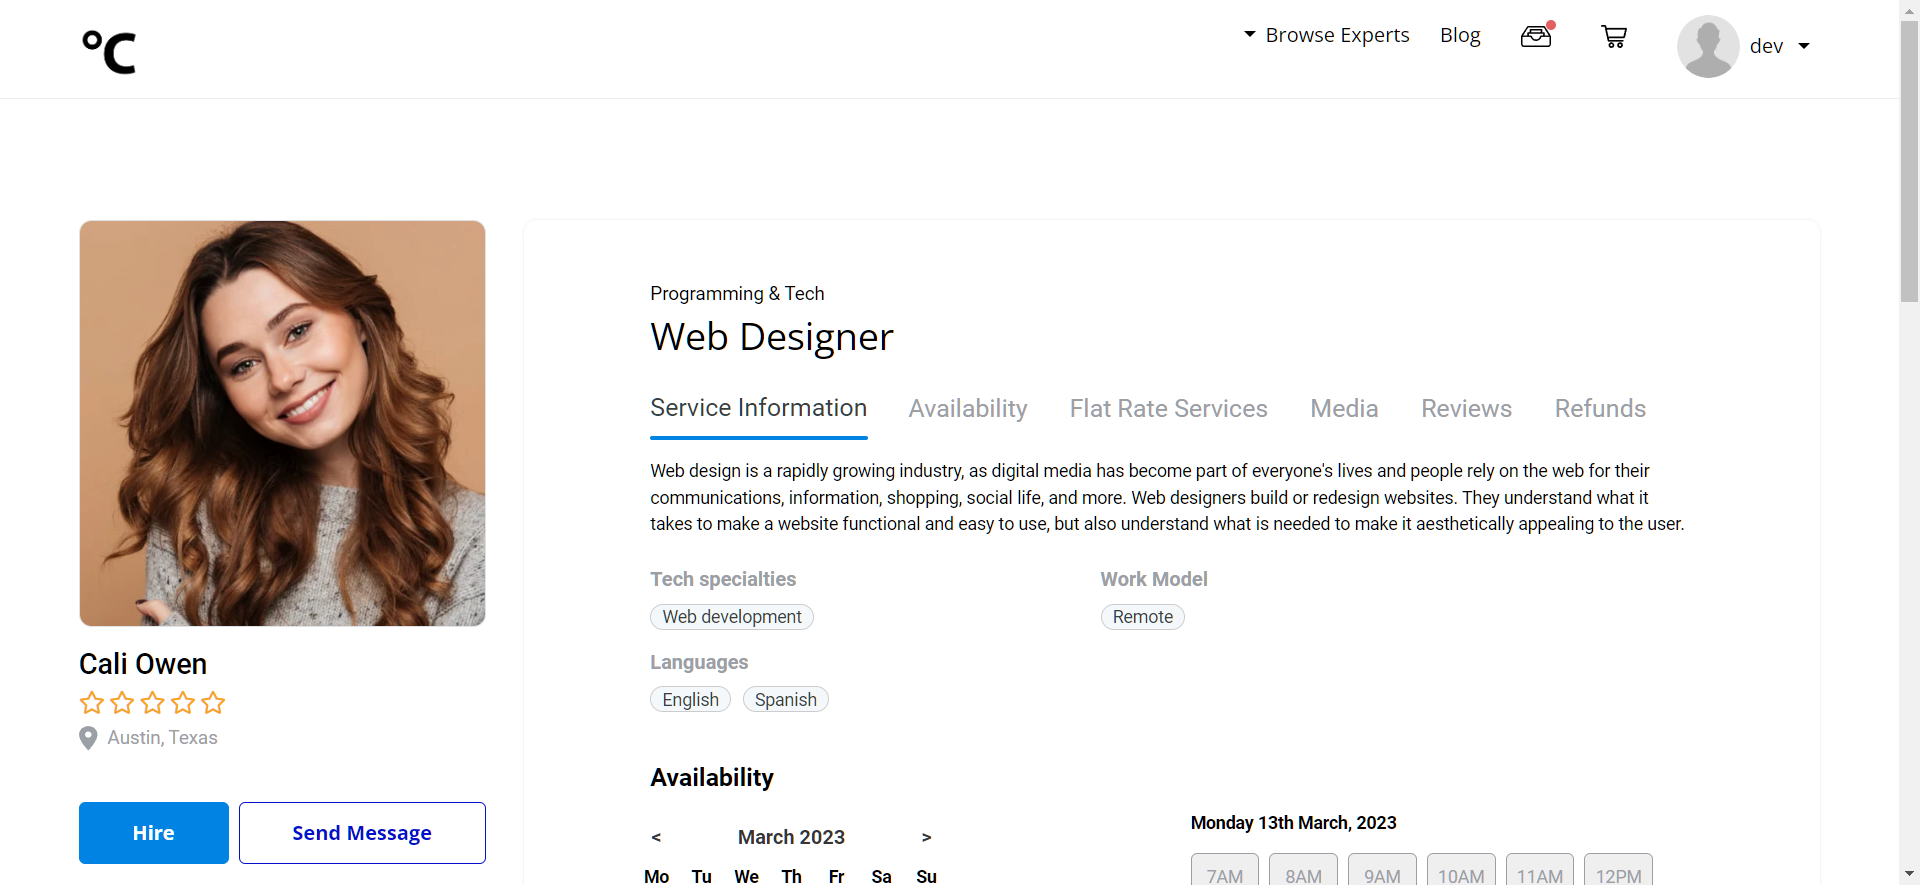 °C
Browse Experts
Blog
dev
Programming & Tech
Web Designer
Service Information
Availability
Flat Rate Services
Media
Reviews
Refunds
Web design is a rapidly growing industry, as digital media has become part of everyone's lives and people rely on the web for their
communications, information, shopping, social life, and more. Web designers build or redesign websites. They understand what it
takes to make a website functional and easy to use, but also understand what is needed to make it aesthetically appealing to the user.
Tech specialties
Web development
Work Model
Remote
Languages
English Spanish
Cali Owen
Austin, Texas
Hire
Send Message
Availability
< March 2023 >
Mo Tu We Th Fr Sa Su
Monday 13th March, 2023
7AM 8AM 9AM 10AM 11AM 12PM